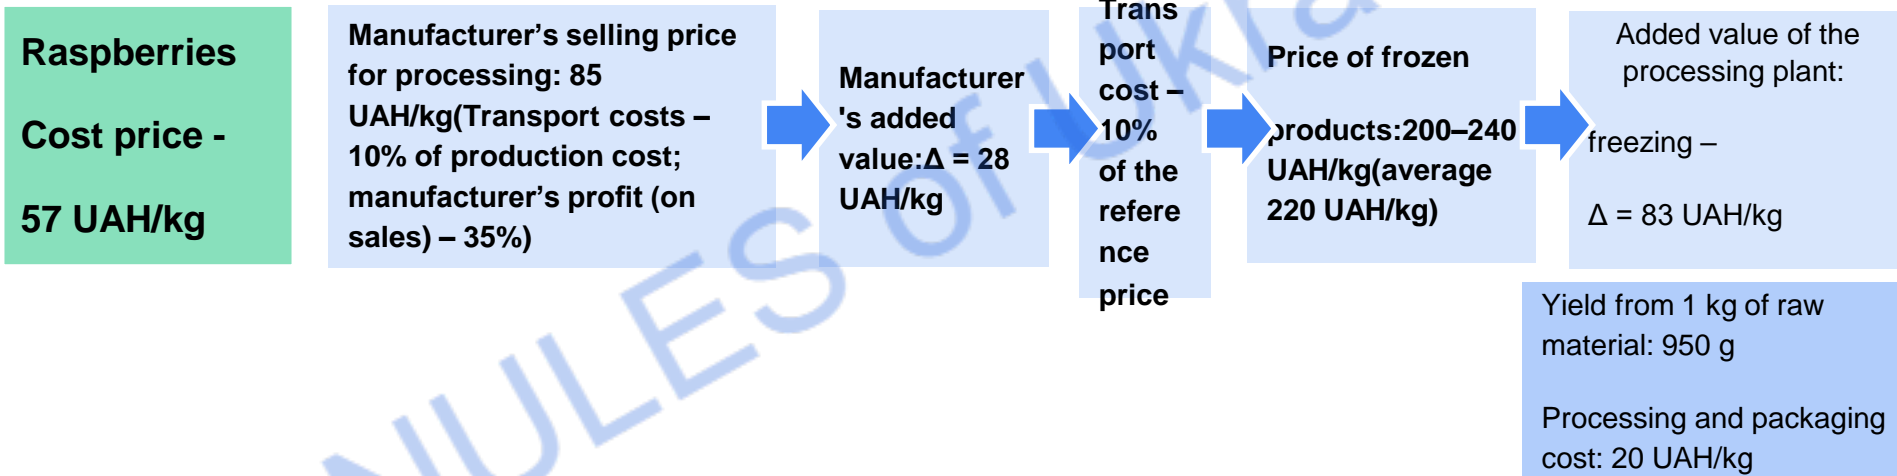 Raspberries
Cost price -
57 UAH/kg
Manufacturer’s selling price
for processing: 85
UAH/kg(Transport costs –
10% of production cost;
manufacturer’s profit (on
sales) – 35%)
Manufacturer
's added
value:Δ = 28
UAH/kg
Trans
port
cost –
10%
of the
refere
nce
price
Price of frozen
products:200–240
UAH/kg(average
220 UAH/kg)
Added value of the
processing plant:
freezing –
Δ = 83 UAH/kg
Yield from 1 kg of raw
material: 950 g
Processing and packaging
cost: 20 UAH/kg
NULES of Ukra